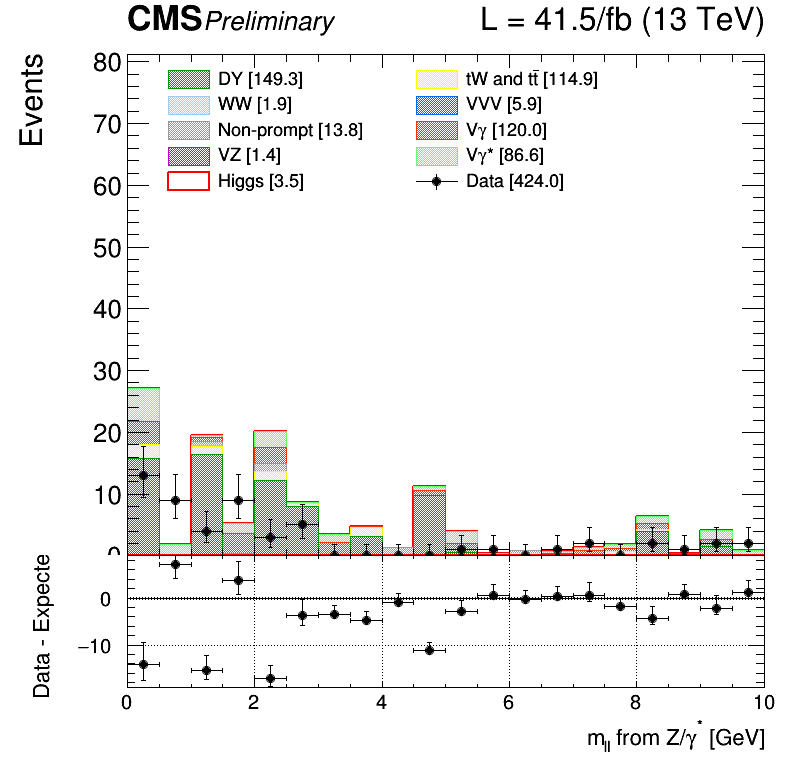 CMS Preliminary L = 41.5/fb (13 TeV)
Events
80
70
60
50
40
30
20
10
0
DY [149.3]
WW [1.9]
Non-prompt [13.8]
VZ [1.4]
Higgs [3.5]
tW and tt̄ [114.9]
VVV [5.9]
Vγ [120.0]
Vγ* [86.6]
Data [424.0]
Data - Expecte
0
−10
0 2 4 6 8 10
m_ll from Z/γ* [GeV]